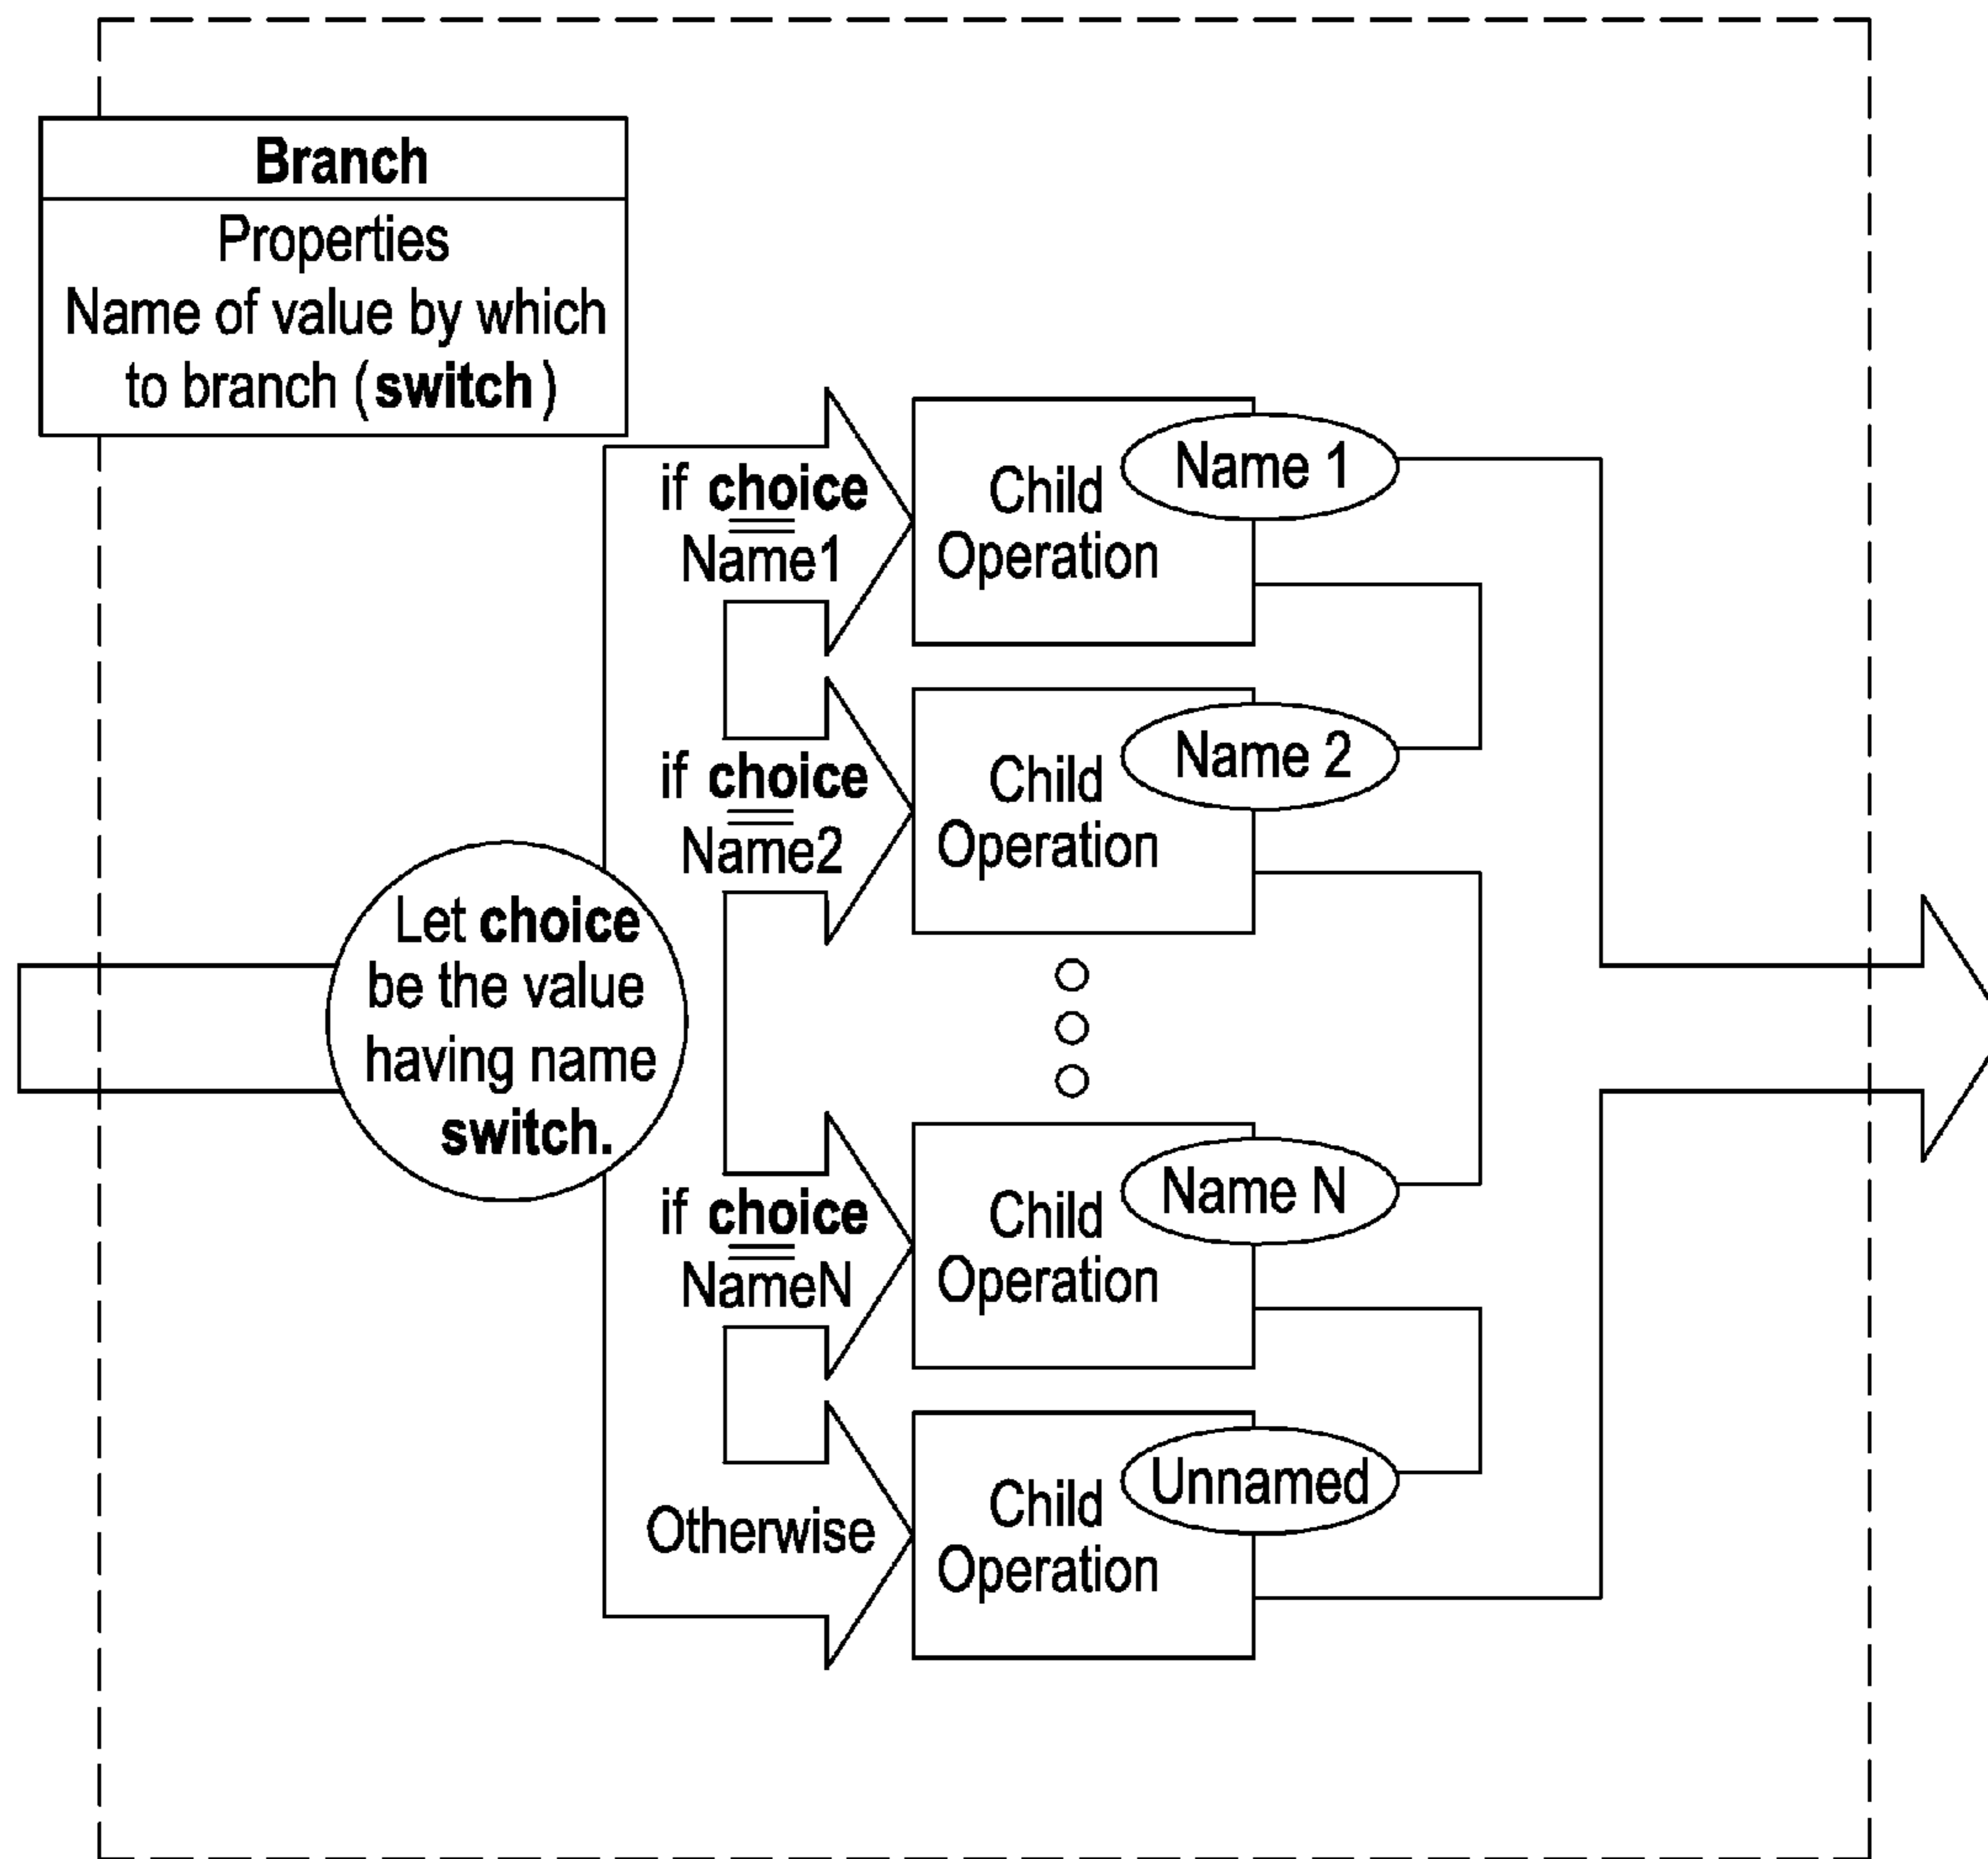 Branch
Properties
Name of value by which
to branch (switch)
if choice
==
Name1
Child
Operation
Name 1
if choice
==
Name2
Child
Operation
Name 2
Let choice
be the value
having name
switch.
if choice
==
NameN
Child
Operation
Name N
Otherwise
Child
Operation
Unnamed